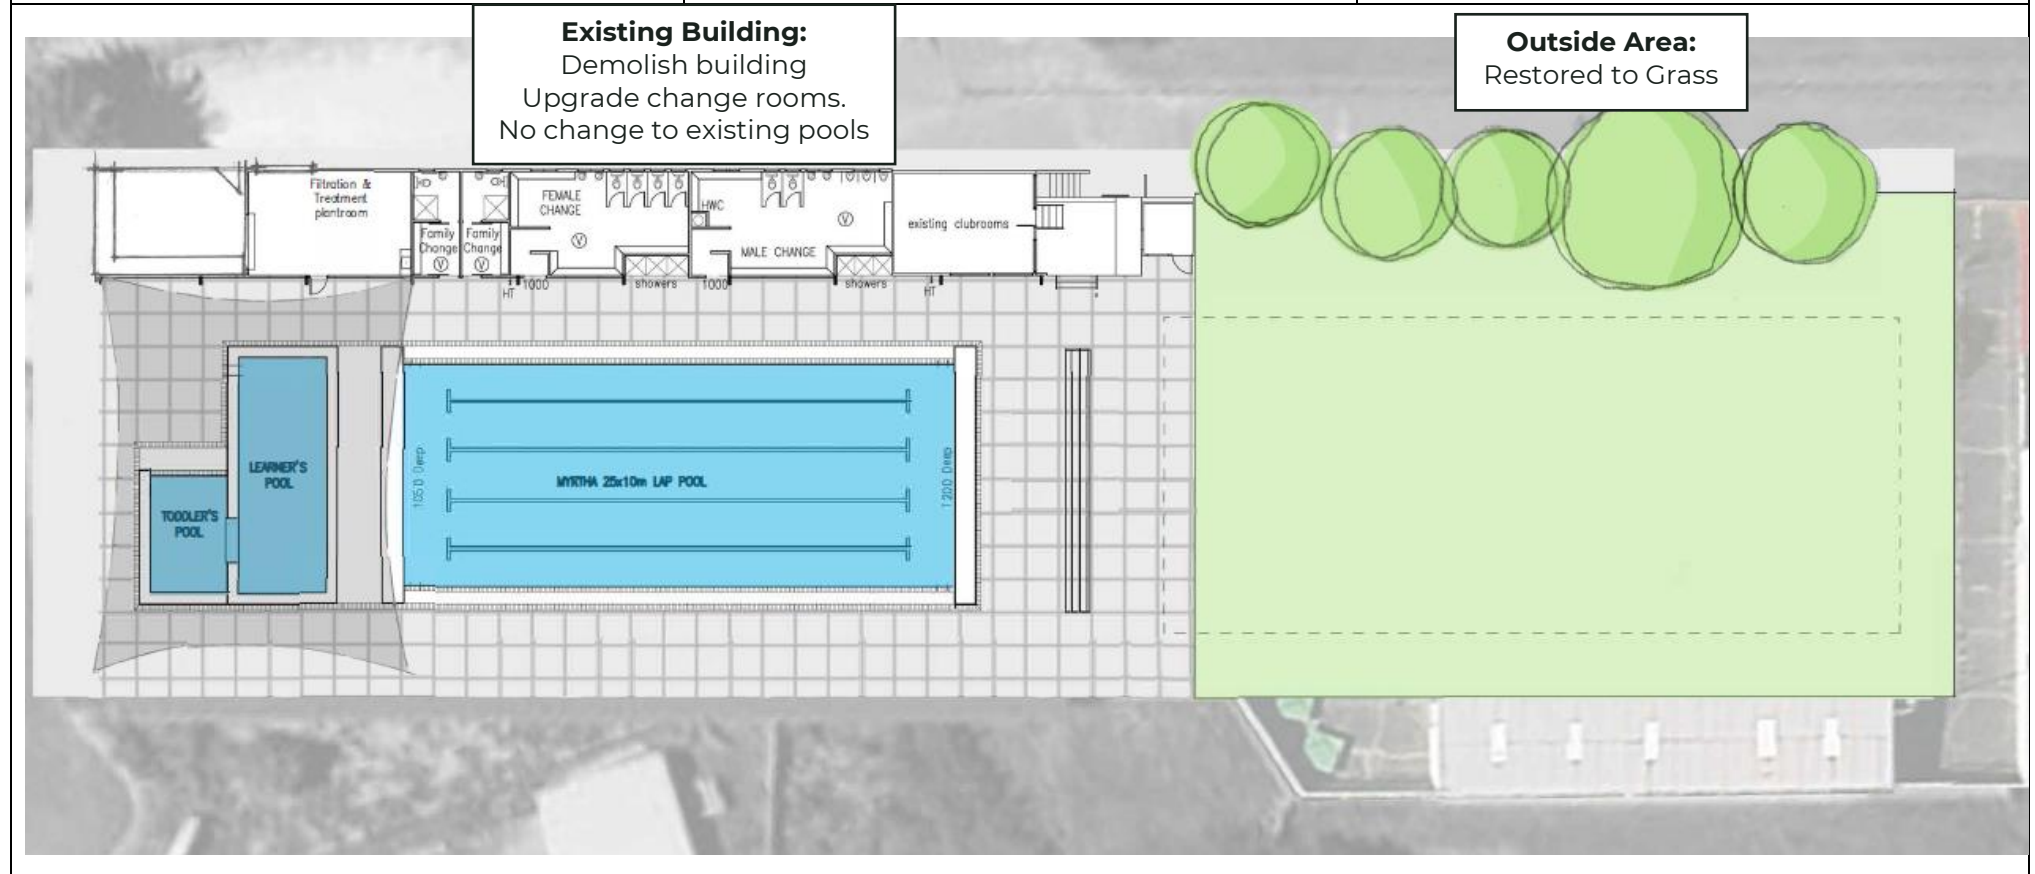 Existing Building:
Demolish building
Upgrade change rooms.
No change to existing pools
Outside Area:
Restored to Grass
Filtration &
Treatment
plantroom
Family
Change
V
Family
Change
V
FEMALE
CHANGE
V
HWC
V
MALE CHANGE
existing clubrooms
HT
1000
showers
1000
showers
HT
LEARNER'S
POOL
TODDLER'S
POOL
1050 Deep
MYRTHA 25x10m LAP POOL
1200 Deep